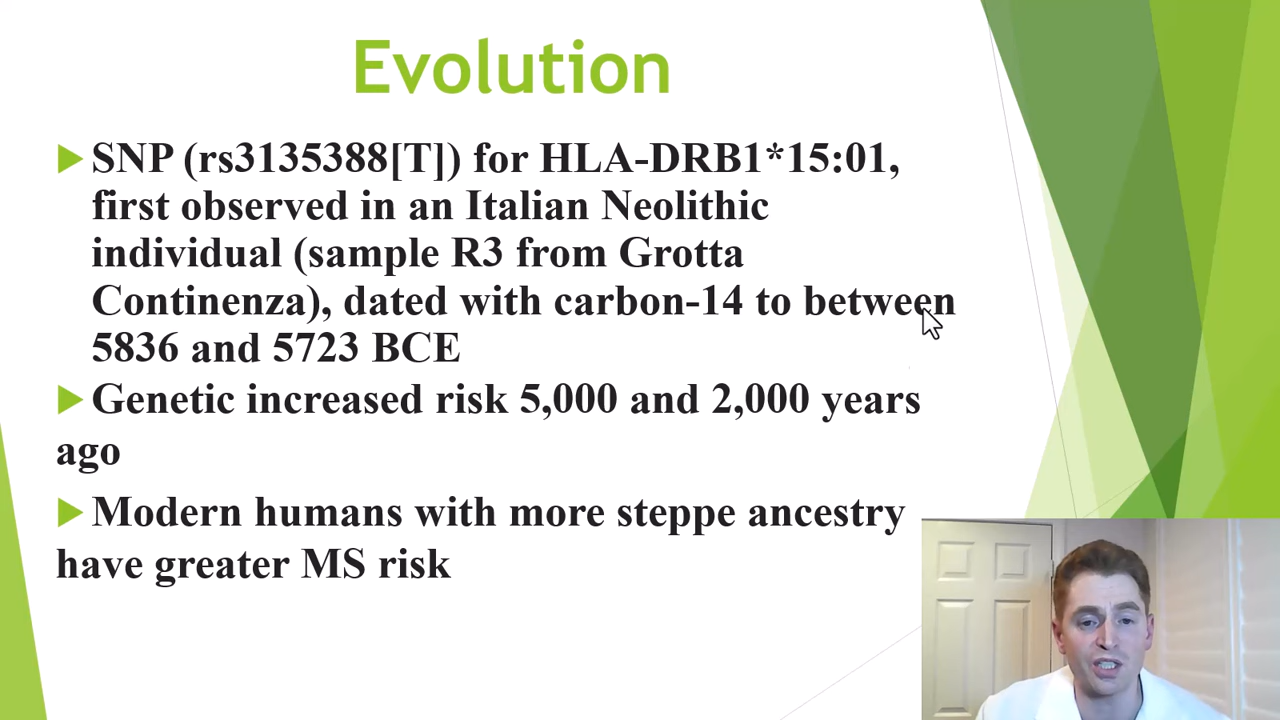 Evolution
SNP (rs3135388[T]) for HLA-DRB1*15:01,
first observed in an Italian Neolithic
individual (sample R3 from Grotta
Continenza), dated with carbon-14 to between
5836 and 5723 BCE
Genetic increased risk 5,000 and 2,000 years
ago
Modern humans with more steppe ancestry
have greater MS risk